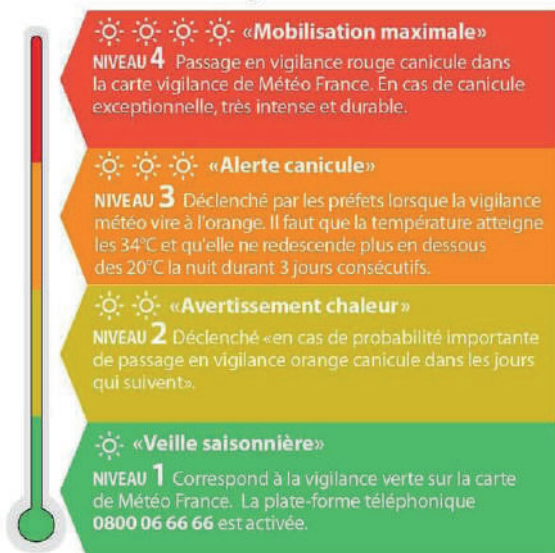 «Mobilisation maximale»
NIVEAU 4 Passage en vigilance rouge canicule dans
la carte vigilance de Météo France. En cas de canicule
exceptionnelle, très intense et durable.
«Alerte canicule»
NIVEAU 3 Déclenché par les préfets lorsque la vigilance
météo vire à l'orange. Il faut que la température atteigne
les 34°C et qu'elle ne redescende plus en dessous
des 20°C la nuit durant 3 jours consécutifs.
«Avertissement chaleur»
NIVEAU 2 Déclenché «en cas de probabilité importante
de passage en vigilance orange canicule dans les jours
qui suivent».
«Veille saisonnière»
NIVEAU 1 Correspond à la vigilance verte sur la carte
de Météo France. La plate-forme téléphonique
0800 06 66 66 est activée.